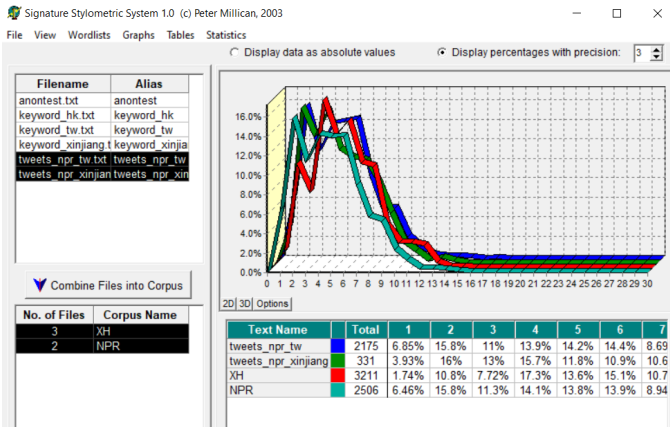 Signature Stylometric System 1.0 (c) Peter Millican, 2003
File View Wordlists Graphs Tables Statistics
Display data as absolute values Display percentages with precision: 3
Filename Alias
anontest.txt anontest
keyword_hk.txt keyword_hk
keyword_tw.txt keyword_tw
keyword_xinjiang.t keyword_xinjia
tweets_npr_tw.txt tweets_npr_tw
tweets_npr_xinjian tweets_npr_xin
Combine Files into Corpus
No. of Files Corpus Name
3 XH
2 NPR
16.0%
14.0%
12.0%
10.0%
8.0%
6.0%
4.0%
2.0%
0.0%
0 1 2 3 4 5 6 7 8 9 10 11 12 13 14 15 16 17 18 19 20 21 22 23 24 25 26 27 28 29 30
2D 3D Options
Text Name Total 1 2 3 4 5 6 7
tweets_npr_tw 2175 6.85% 15.8% 11% 13.9% 14.2% 14.4% 8.69
tweets_npr_xinjiang 331 3.93% 16% 13% 15.7% 11.8% 10.9% 10.6
XH 3211 1.74% 10.8% 7.72% 17.3% 13.6% 15.1% 10.7
NPR 2506 6.46% 15.8% 11.3% 14.1% 13.8% 13.9% 8.94